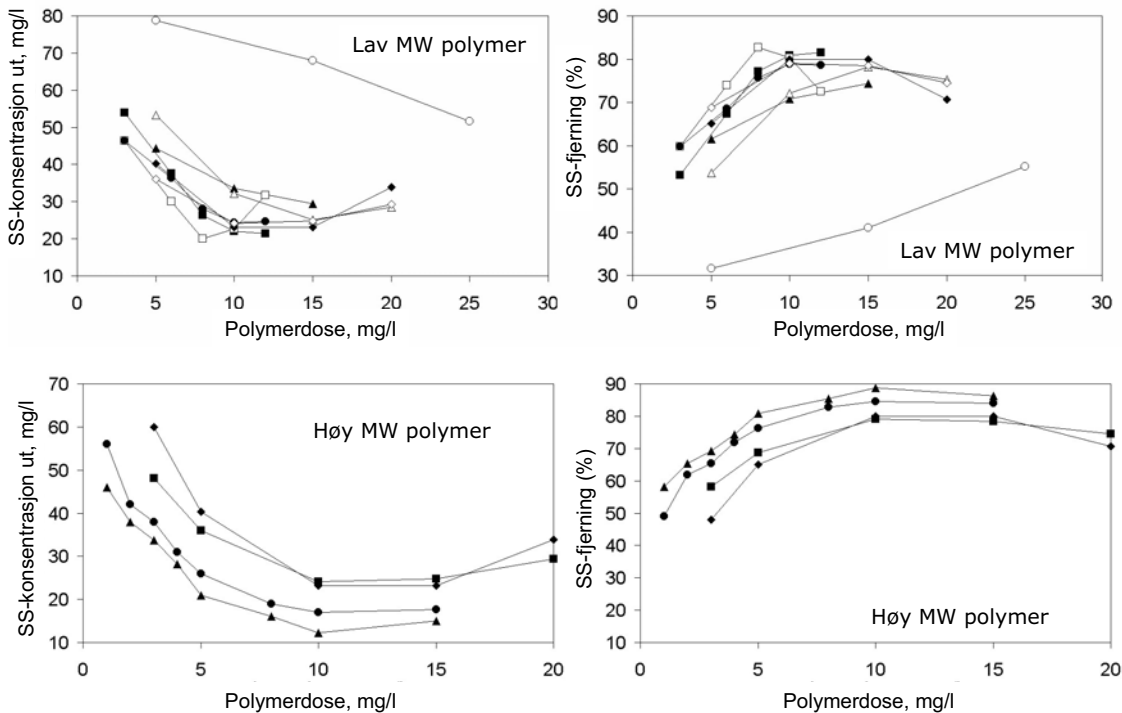 SS-konsentrasjon ut, mg/l
80
70
60
50
40
30
20
10
0 5 10 15 20 25 30
Lav MW polymer
Polymerdose, mg/l
SS-fjerning (%)
90
80
70
60
50
40
30
0 5 10 15 20 25 30
Lav MW polymer
Polymerdose, mg/l
SS-konsentrasjon ut, mg/l
70
60
50
40
30
20
10
0 5 10 15 20
Høy MW polymer
Polymerdose, mg/l
SS-fjerning (%)
90
80
70
60
50
40
30
20
10
0 5 10 15 20
Høy MW polymer
Polymerdose, mg/l